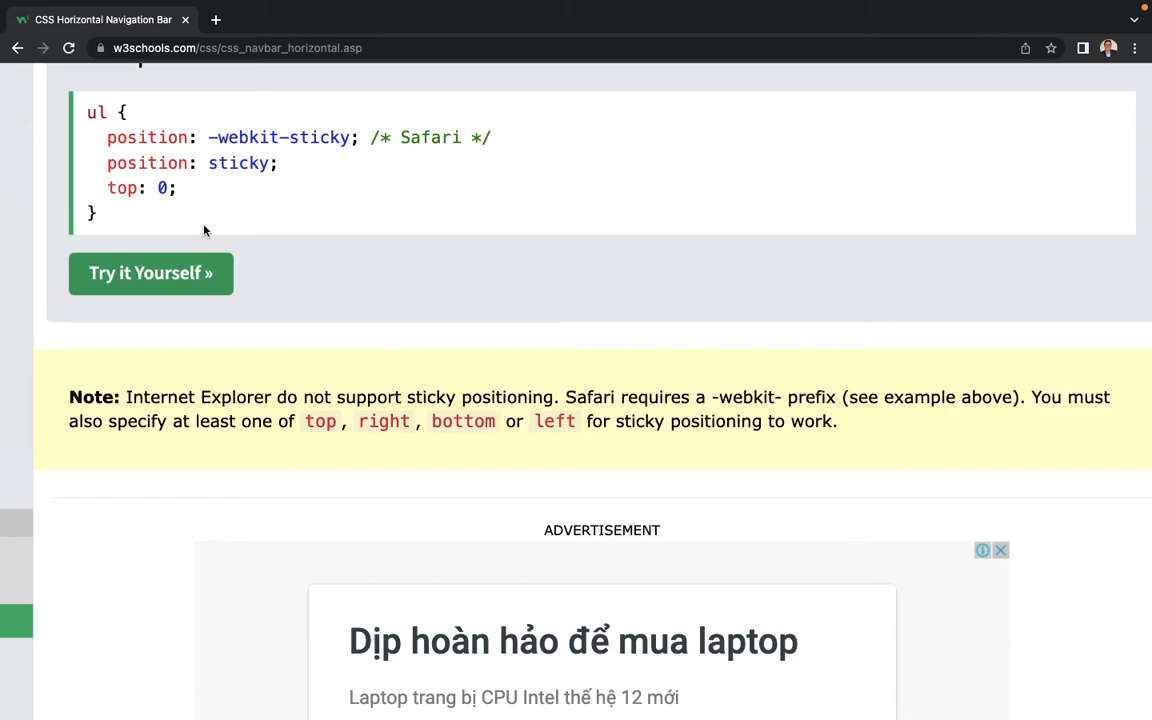 CSS Horizontal Navigation Bar
w3schools.com/css/css_navbar_horizontal.asp
ul {
position: -webkit-sticky; /* Safari */
position: sticky;
top: 0;
}
Try it Yourself »
Note: Internet Explorer do not support sticky positioning. Safari requires a -webkit- prefix (see example above). You must
also specify at least one of top, right, bottom or left for sticky positioning to work.
ADVERTISEMENT
Dịp hoàn hảo để mua laptop
Laptop trang bị CPU Intel thế hệ 12 mới